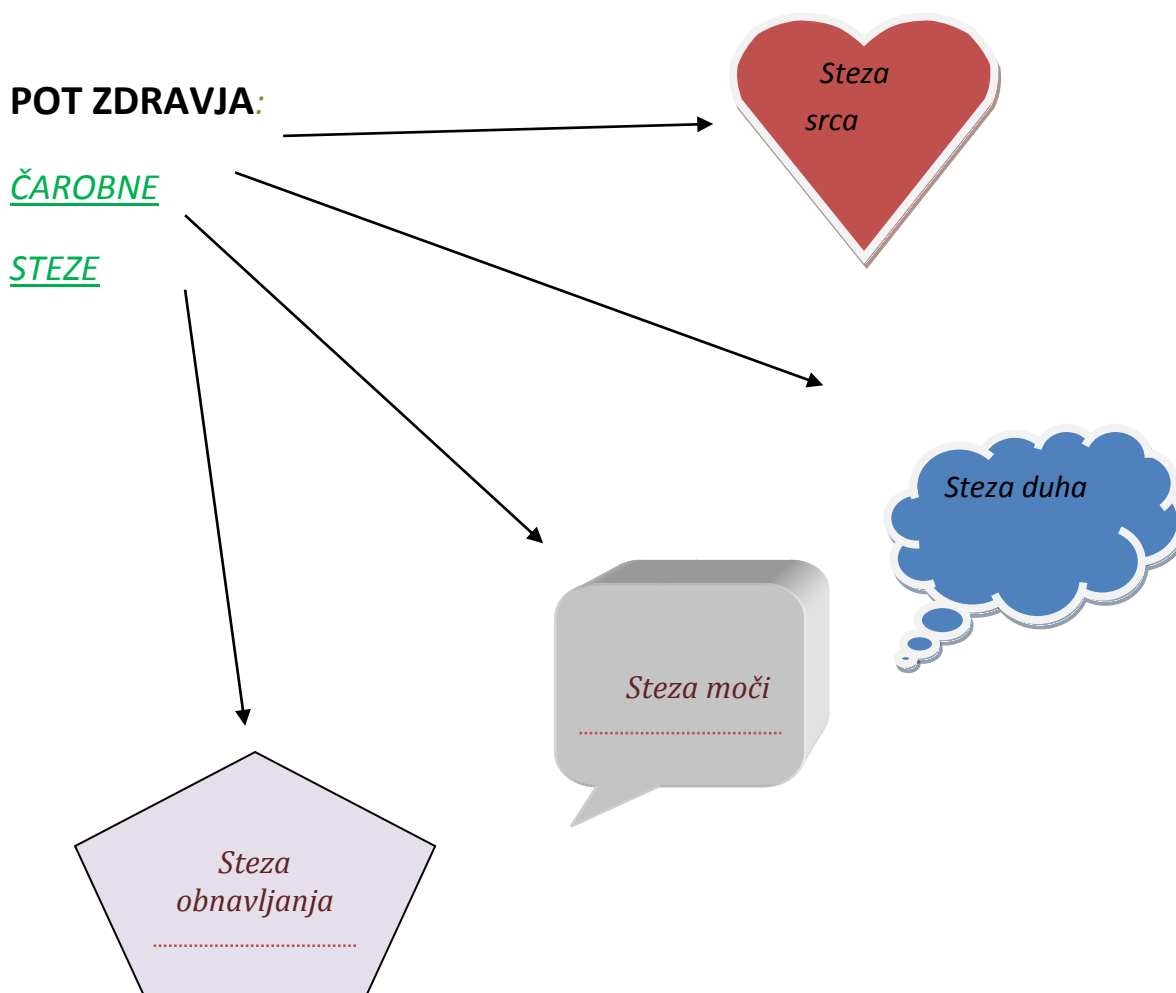 POT ZDRAVJA:
ČAROBNE
STEZE
Steza
srca
Steza duha
Steza moči
Steza
obnavljanja